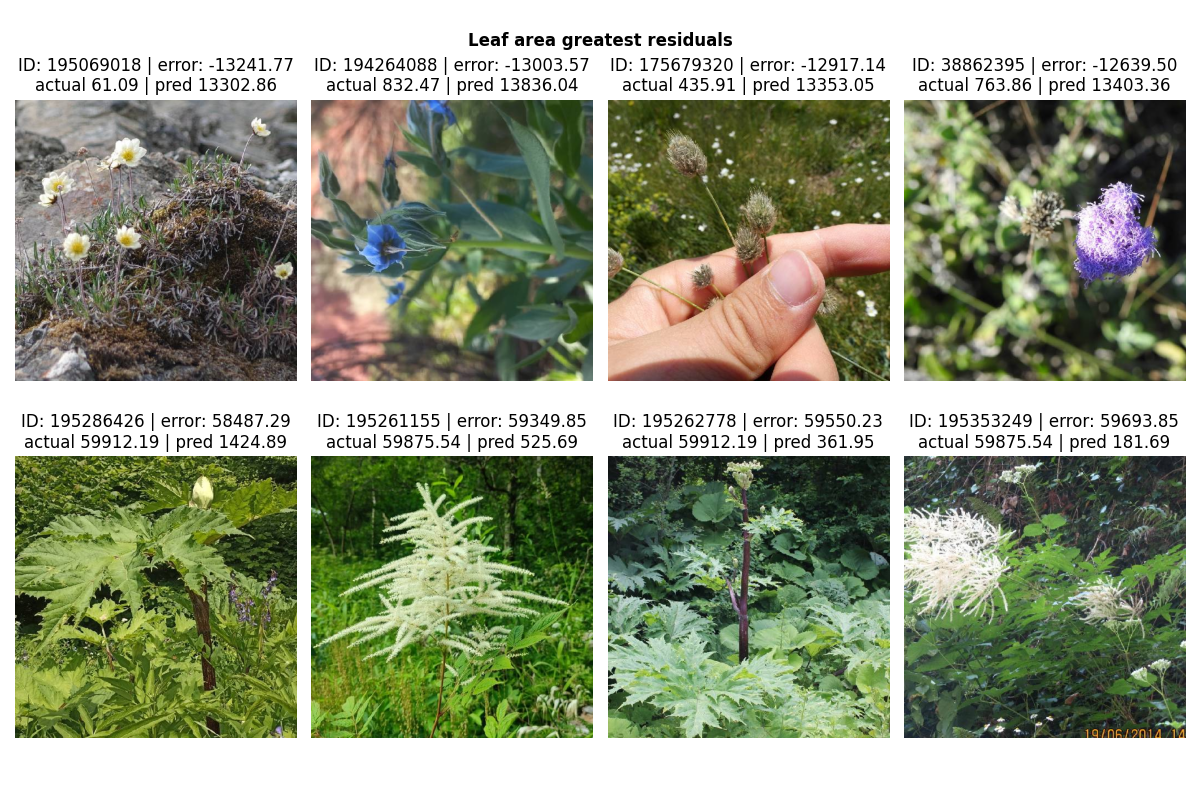 Leaf area greatest residuals
ID: 195069018 | error: -13241.77
actual 61.09 | pred 13302.86
ID: 194264088 | error: -13003.57
actual 832.47 | pred 13836.04
ID: 175679320 | error: -12917.14
actual 435.91 | pred 13353.05
ID: 38862395 | error: -12639.50
actual 763.86 | pred 13403.36
ID: 195286426 | error: 58487.29
actual 59912.19 | pred 1424.89
ID: 195261155 | error: 59349.85
actual 59875.54 | pred 525.69
ID: 195262778 | error: 59550.23
actual 59912.19 | pred 361.95
ID: 195353249 | error: 59693.85
actual 59875.54 | pred 181.69
19/06/2014 14